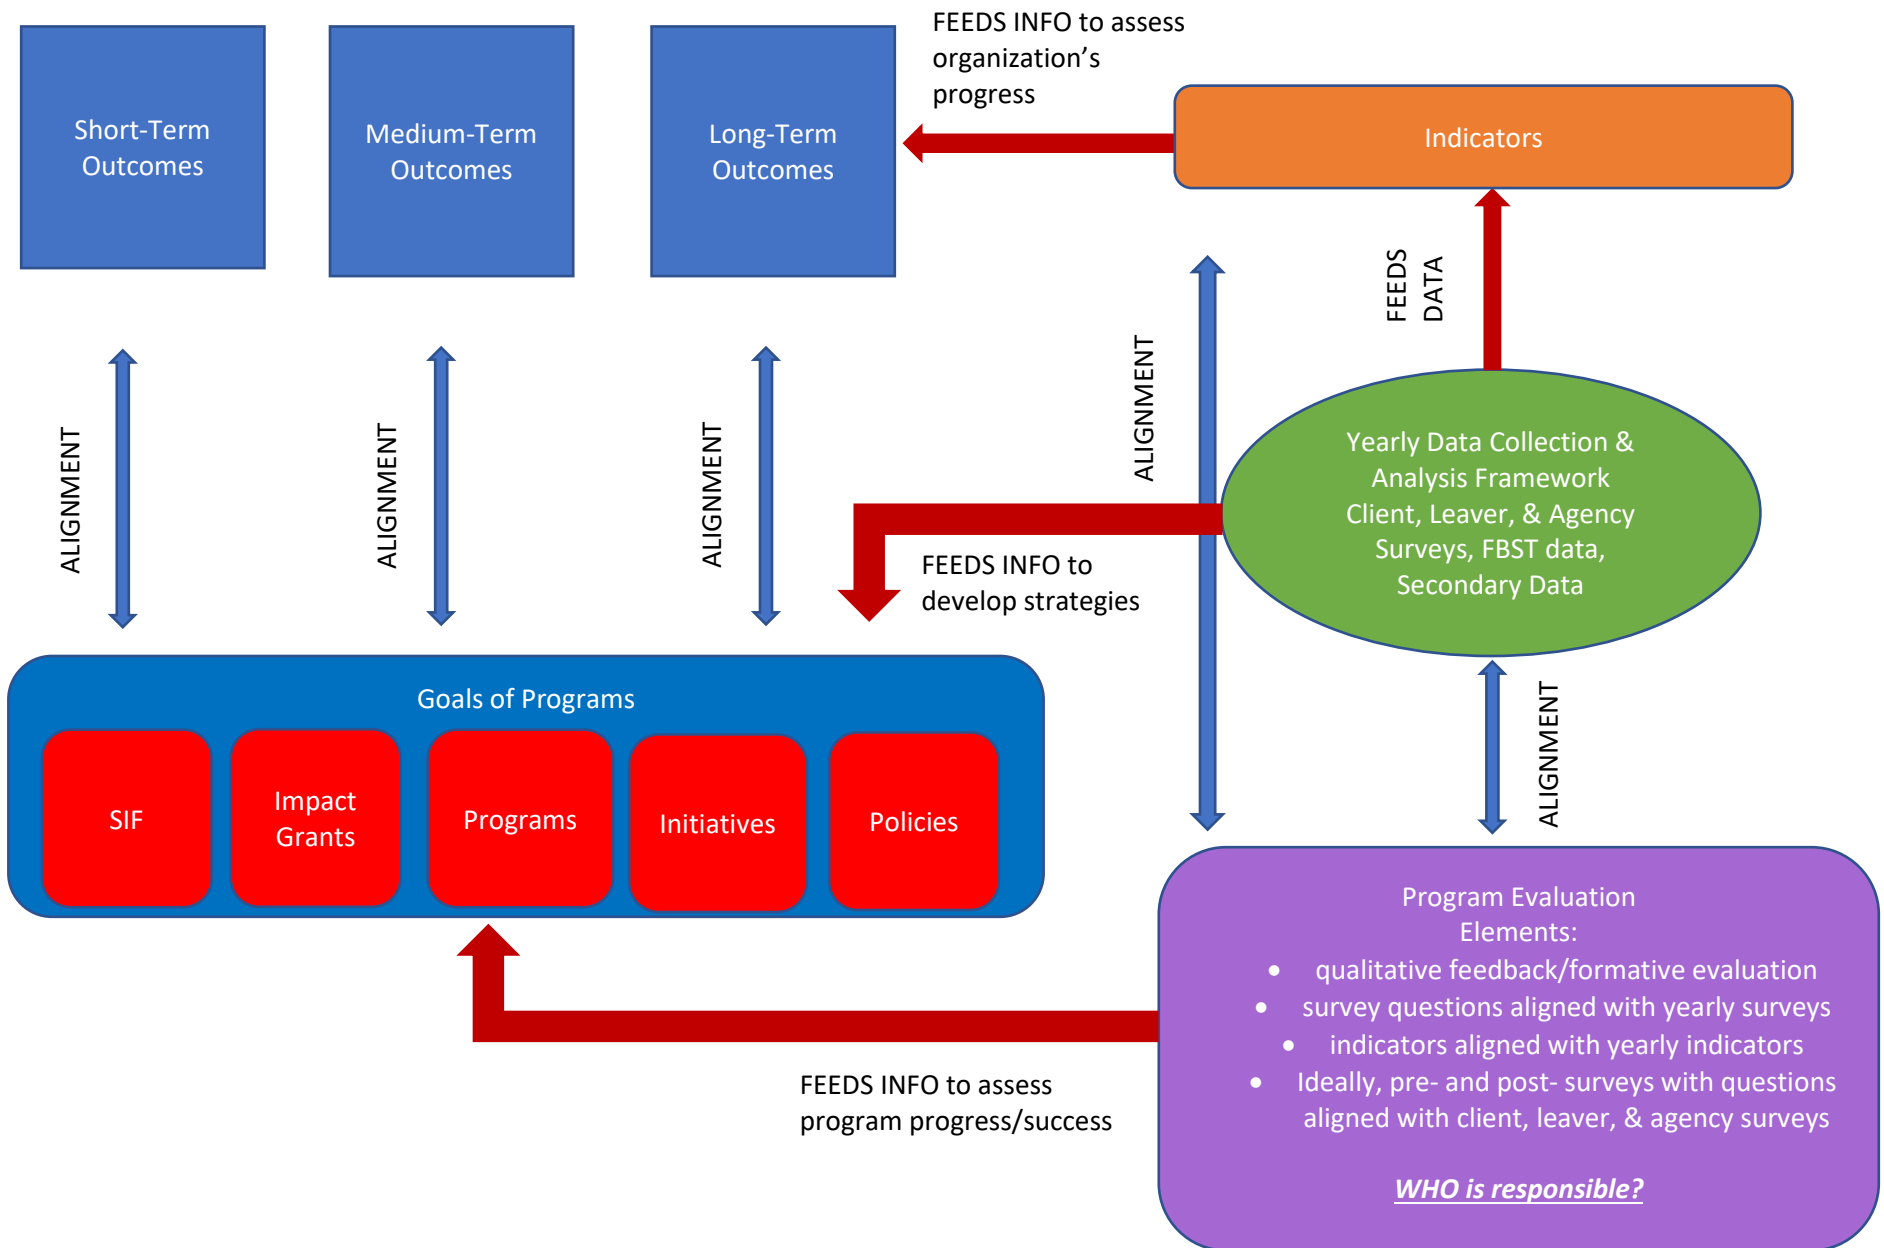 FEEDS INFO to assess
organization’s
progress
Short-Term
Outcomes
Medium-Term
Outcomes
Long-Term
Outcomes
Indicators
FEEDS
DATA
ALIGNMENT
ALIGNMENT
ALIGNMENT
ALIGNMENT
Yearly Data Collection &
Analysis Framework
Client, Leaver, & Agency
Surveys, FBST data,
Secondary Data
FEEDS INFO to
develop strategies
ALIGNMENT
Goals of Programs
SIF
Impact
Grants
Programs
Initiatives
Policies
Program Evaluation
Elements:
• qualitative feedback/formative evaluation
• survey questions aligned with yearly surveys
• indicators aligned with yearly indicators
• Ideally, pre- and post- surveys with questions
aligned with client, leaver, & agency surveys
WHO is responsible?
FEEDS INFO to assess
program progress/success